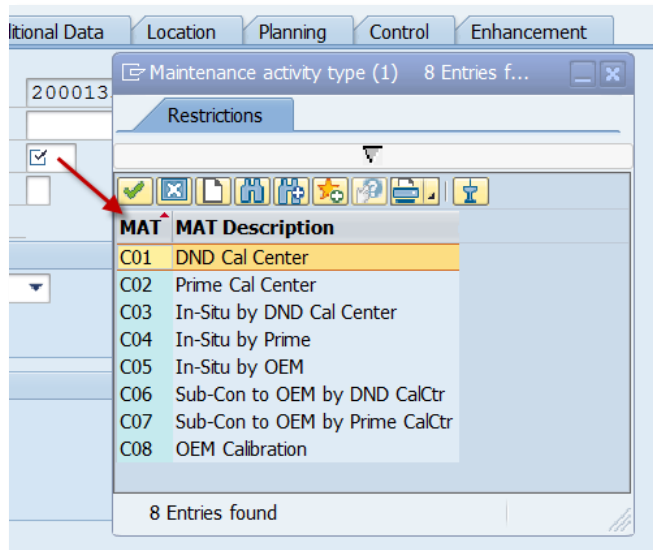 itional Data Location Planning Control Enhancement
Maintenance activity type (1) 8 Entries f...
200013
Restrictions
MAT MAT Description
C01 DND Cal Center
C02 Prime Cal Center
C03 In-Situ by DND Cal Center
C04 In-Situ by Prime
C05 In-Situ by OEM
C06 Sub-Con to OEM by DND CalCtr
C07 Sub-Con to OEM by Prime CalCtr
C08 OEM Calibration
8 Entries found